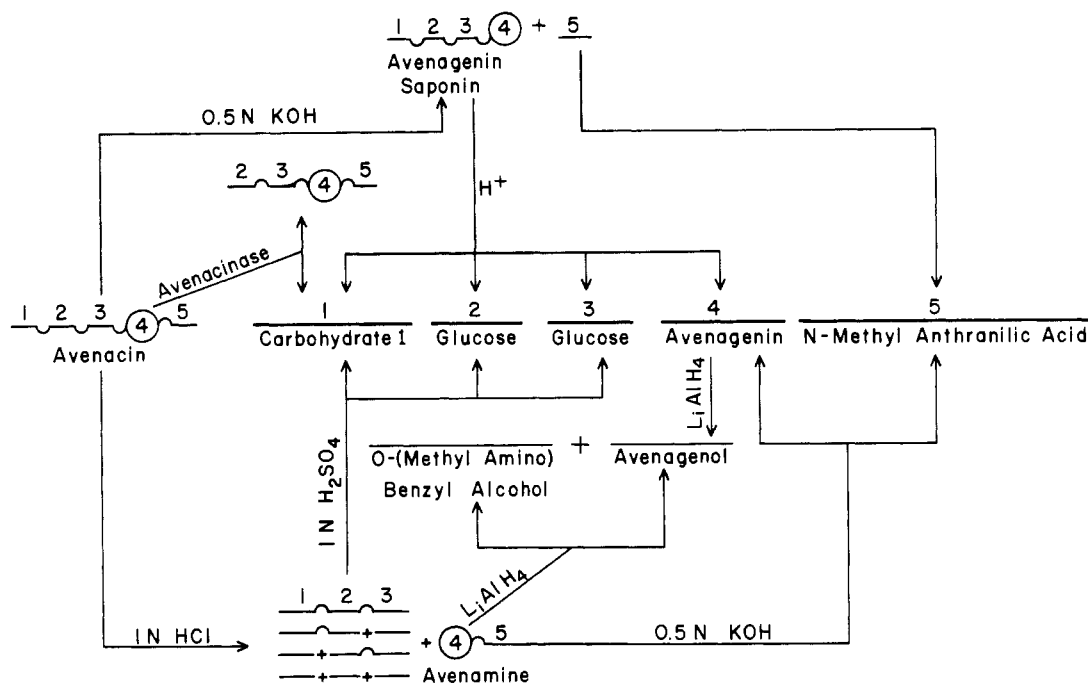 1 2 3 4 + 5
Avenagenin
Saponin
0.5 N KOH
2 3 4 5
H+
Avenacinase
1 2 3 4 5
Avenacin
1 2 3 4 5
Carbohydrate 1 Glucose Glucose Avenagenin N-Methyl Anthranilic Acid
LiAlH4
O-(Methyl Amino) + Avenagenol
Benzyl Alcohol
1 N H2SO4
LiAlH4
1 2 3
+
+ + 4 5
+
+ + 
1 N HCl
0.5 N KOH
Avenamine